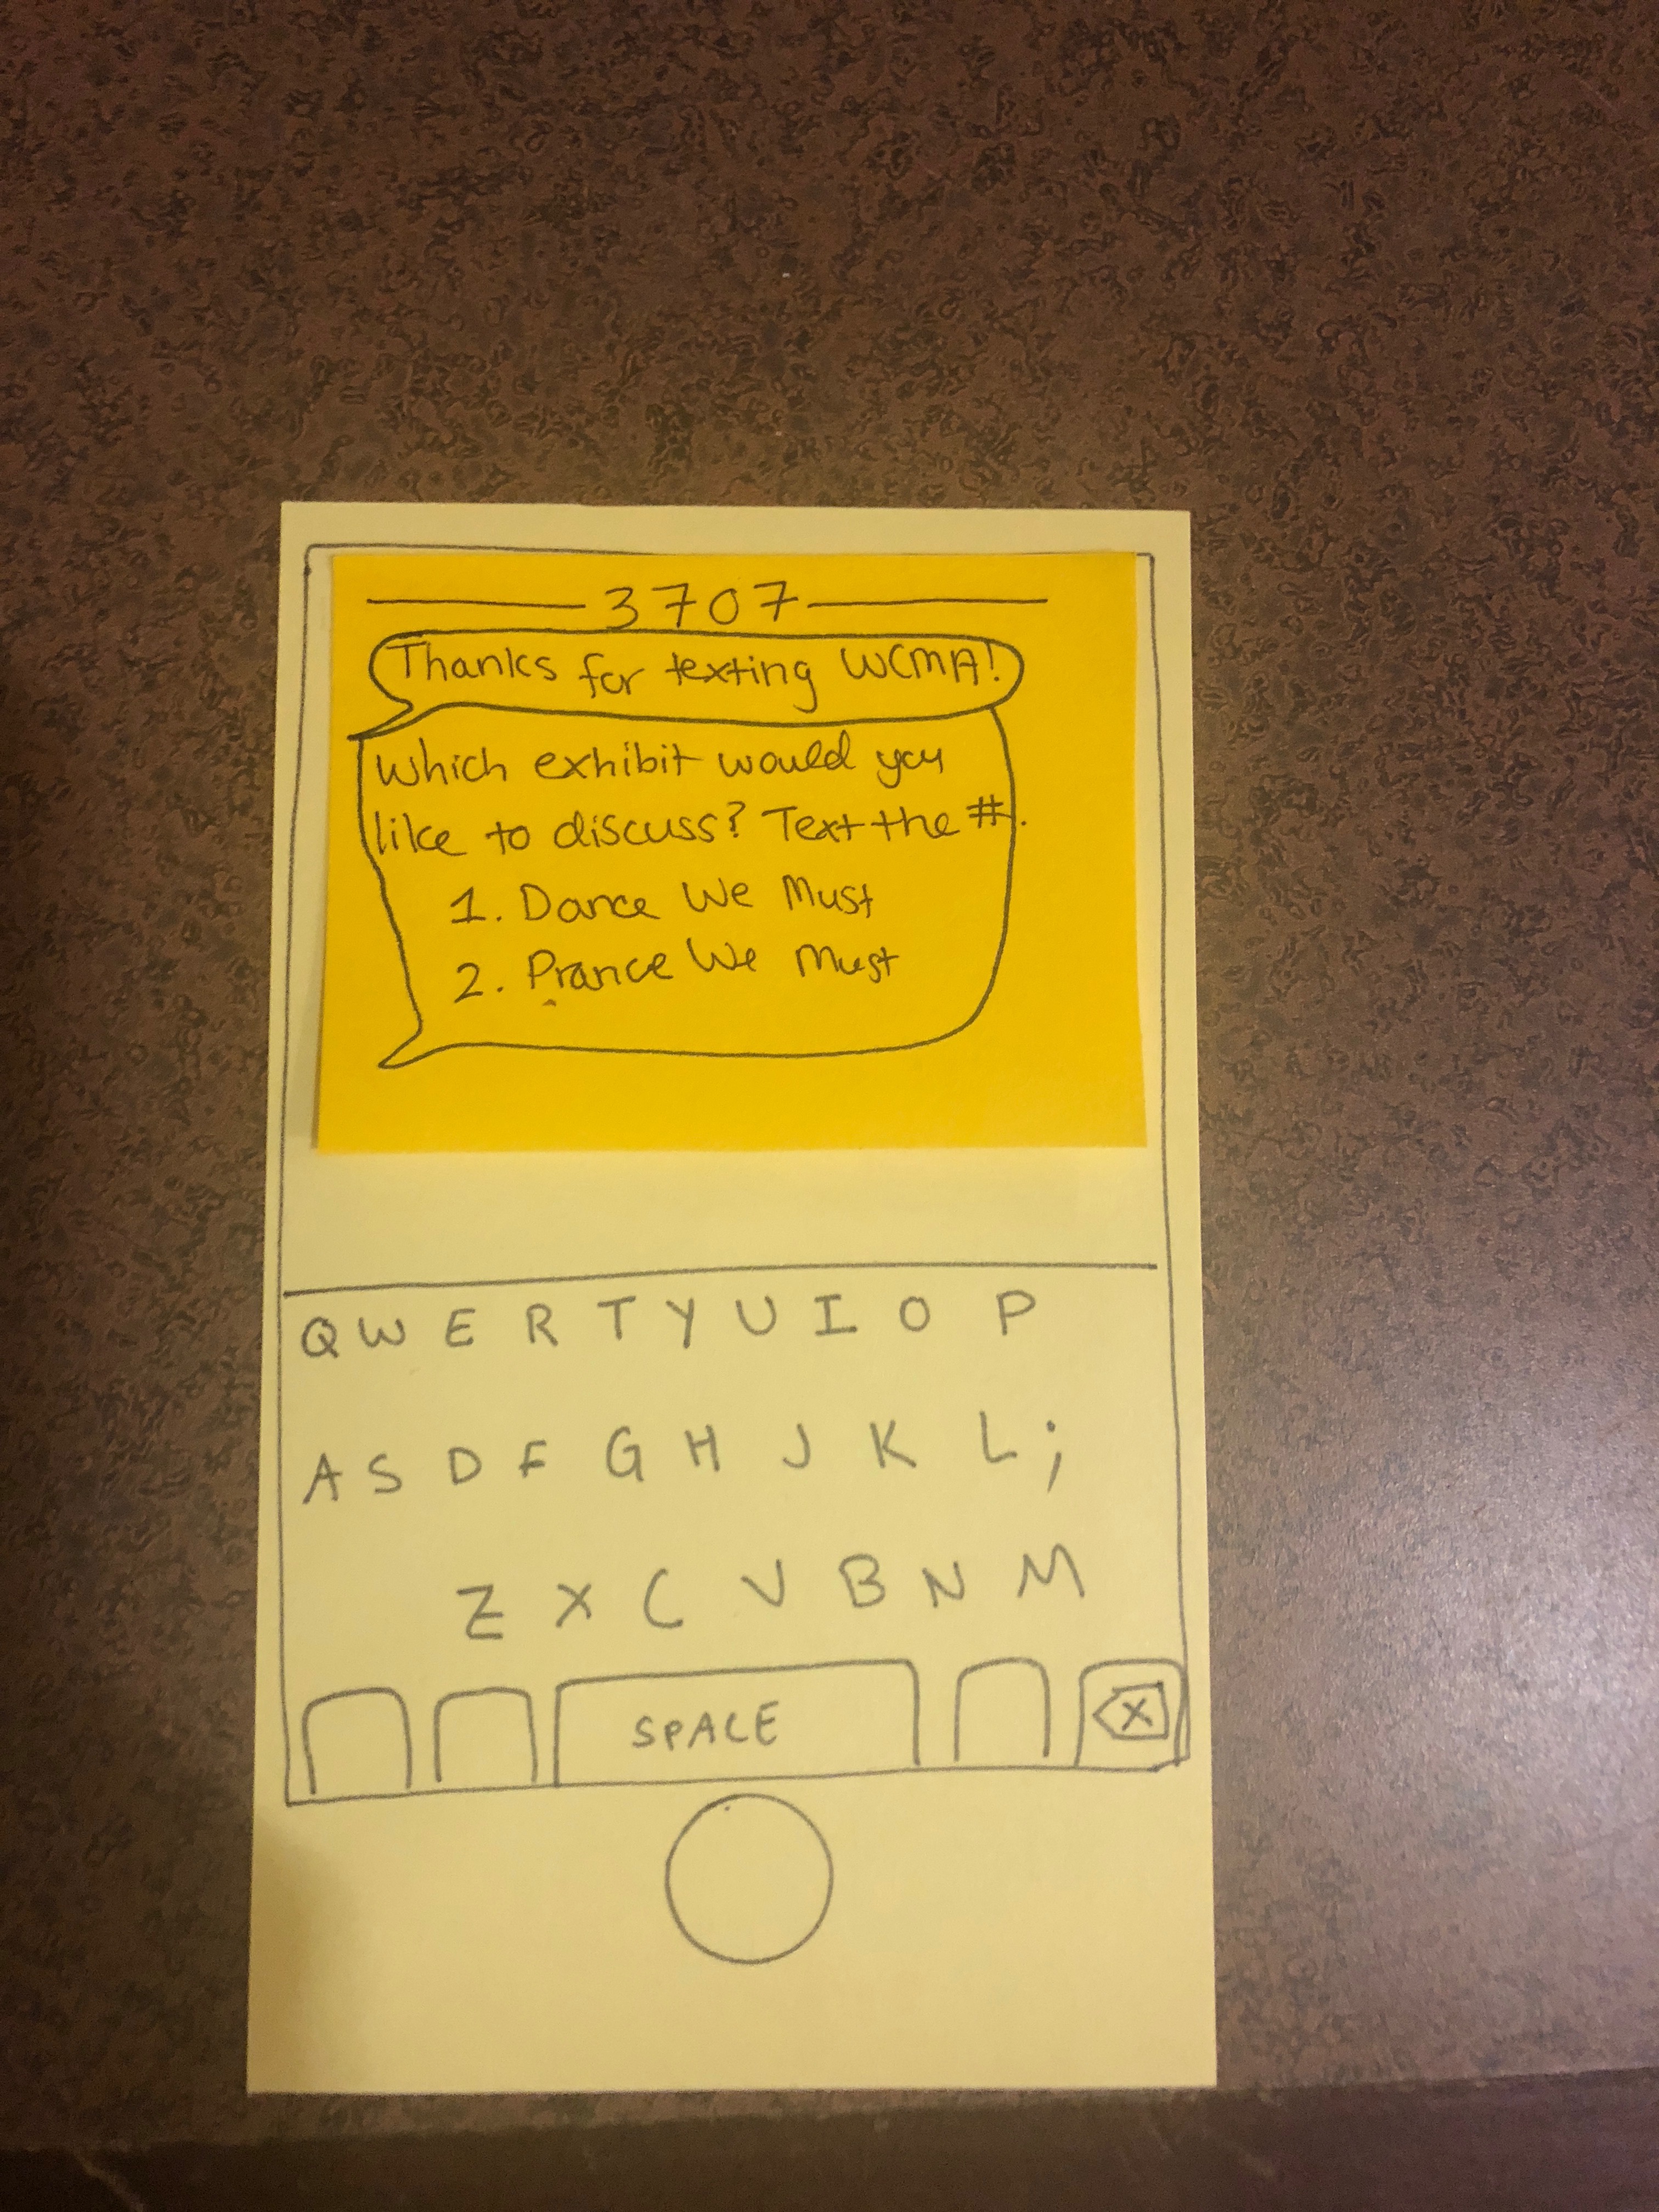 3707
Thanks for texting WCMA!
Which exhibit would you
like to discuss? Text the #.
1. Dance We Must
2. Prance We Must
Q W E R T Y U I O P
A S D F G H J K L ;
Z X C V B N M
SPACE X